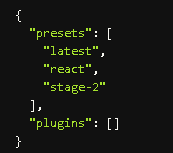 {
  "presets": [
    "latest",
    "react",
    "stage-2"
  ],
  "plugins": []
}